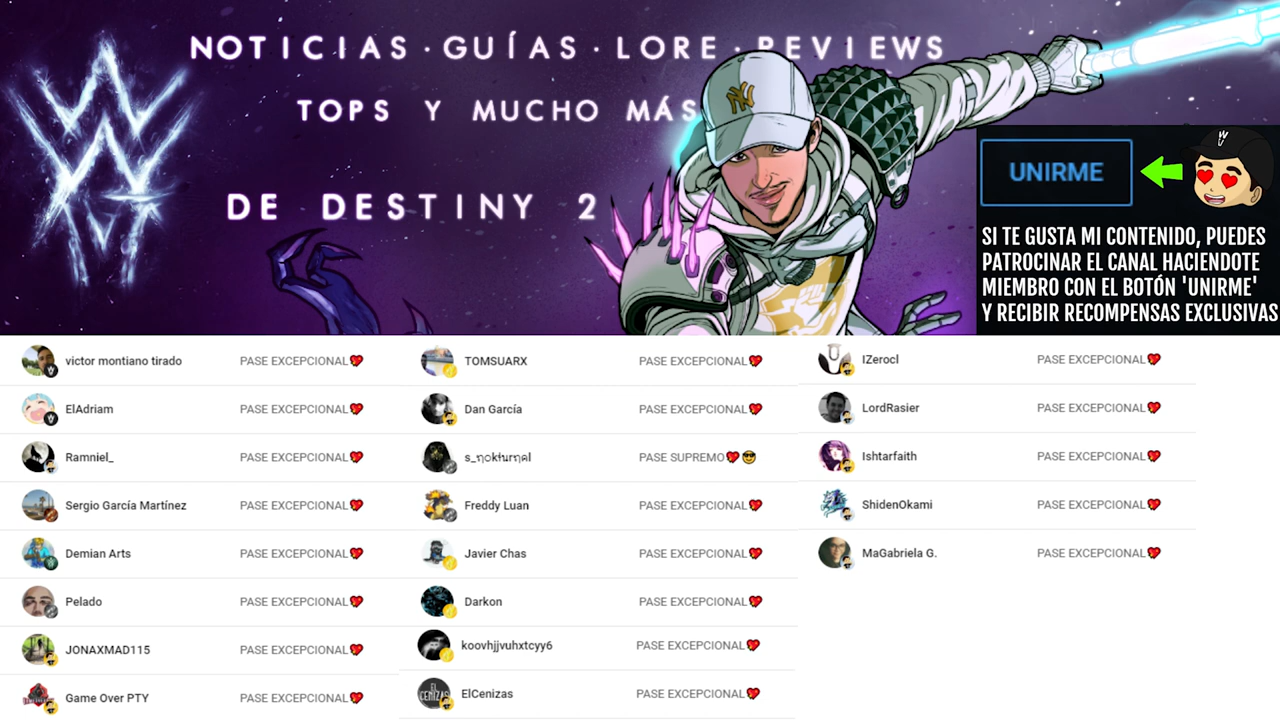 NOTICIAS · GUÍAS · LORE · REVIEWS
TOPS Y MUCHO MÁS
DE DESTINY 2
UNIRME
SI TE GUSTA MI CONTENIDO, PUEDES
PATROCINAR EL CANAL HACIENDOTE
MIEMBRO CON EL BOTÓN 'UNIRME'
Y RECIBIR RECOMPENSAS EXCLUSIVAS
victor montiano tirado PASE EXCEPCIONAL💖
ElAdriam PASE EXCEPCIONAL💖
Ramniel_ PASE EXCEPCIONAL💖
Sergio García Martínez PASE EXCEPCIONAL💖
Demian Arts PASE EXCEPCIONAL💖
Pelado PASE EXCEPCIONAL💖
JONAXMAD115 PASE EXCEPCIONAL💖
Game Over PTY PASE EXCEPCIONAL💖
TOMSUARX PASE EXCEPCIONAL💖
Dan García PASE EXCEPCIONAL💖
PASE SUPREMO💖😎
Freddy Luan PASE EXCEPCIONAL💖
Javier Chas PASE EXCEPCIONAL💖
Darkon PASE EXCEPCIONAL💖
koovhjjvuhxtcyy6 PASE EXCEPCIONAL💖
ElCenizas PASE EXCEPCIONAL💖
IZerocl PASE EXCEPCIONAL💖
LordRasier PASE EXCEPCIONAL💖
Ishtarfaith PASE EXCEPCIONAL💖
ShidenOkami PASE EXCEPCIONAL💖
MaGabriela G. PASE EXCEPCIONAL💖